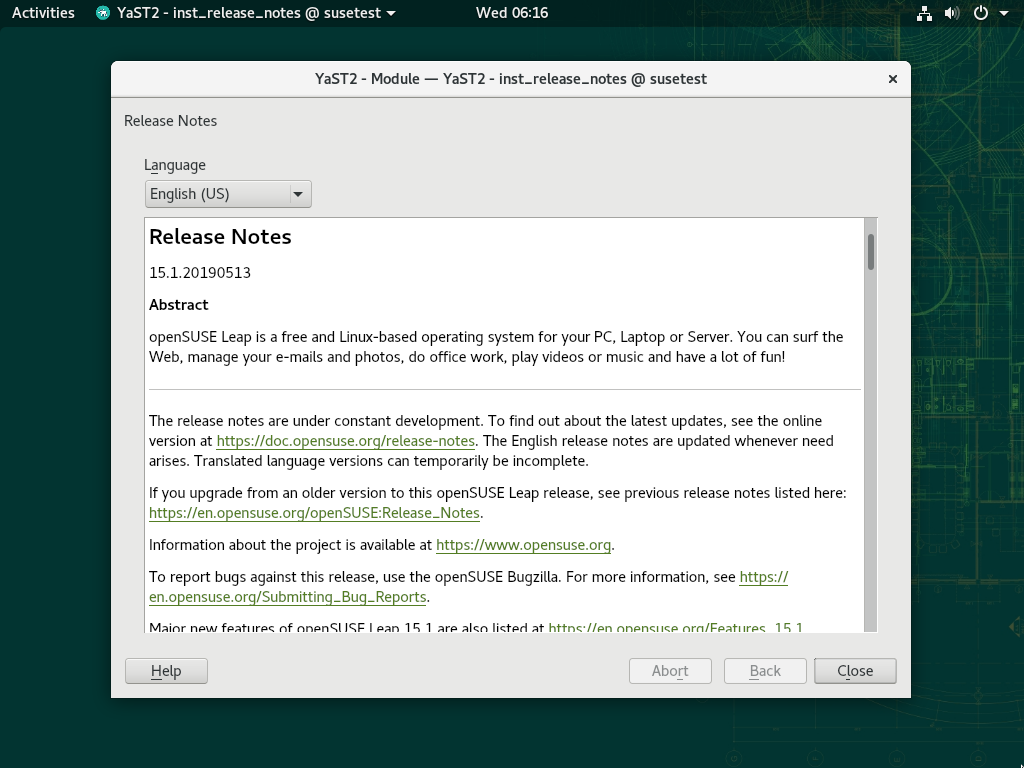 Activities YaST2 - inst_release_notes @ susetest Wed 06:16
YaST2 - Module — YaST2 - inst_release_notes @ susetest
Release Notes
Language
English (US)
Release Notes
15.1.20190513
Abstract
openSUSE Leap is a free and Linux-based operating system for your PC, Laptop or Server. You can surf the
Web, manage your e-mails and photos, do office work, play videos or music and have a lot of fun!
The release notes are under constant development. To find out about the latest updates, see the online
version at https://doc.opensuse.org/release-notes. The English release notes are updated whenever need
arises. Translated language versions can temporarily be incomplete.
If you upgrade from an older version to this openSUSE Leap release, see previous release notes listed here:
https://en.opensuse.org/openSUSE:Release_Notes.
Information about the project is available at https://www.opensuse.org.
To report bugs against this release, use the openSUSE Bugzilla. For more information, see https://
en.opensuse.org/Submitting_Bug_Reports.
Major new features of openSUSE Leap 15.1 are also listed at https://en.opensuse.org/Features_15.1
Help Abort Back Close